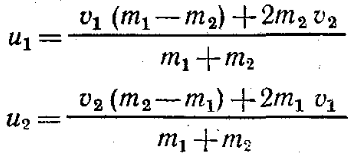 u₁ = (v₁ (m₁ — m₂) + 2m₂ v₂) / (m₁ + m₂)
u₂ = (v₂ (m₂ — m₁) + 2m₁ v₁) / (m₁ + m₂)